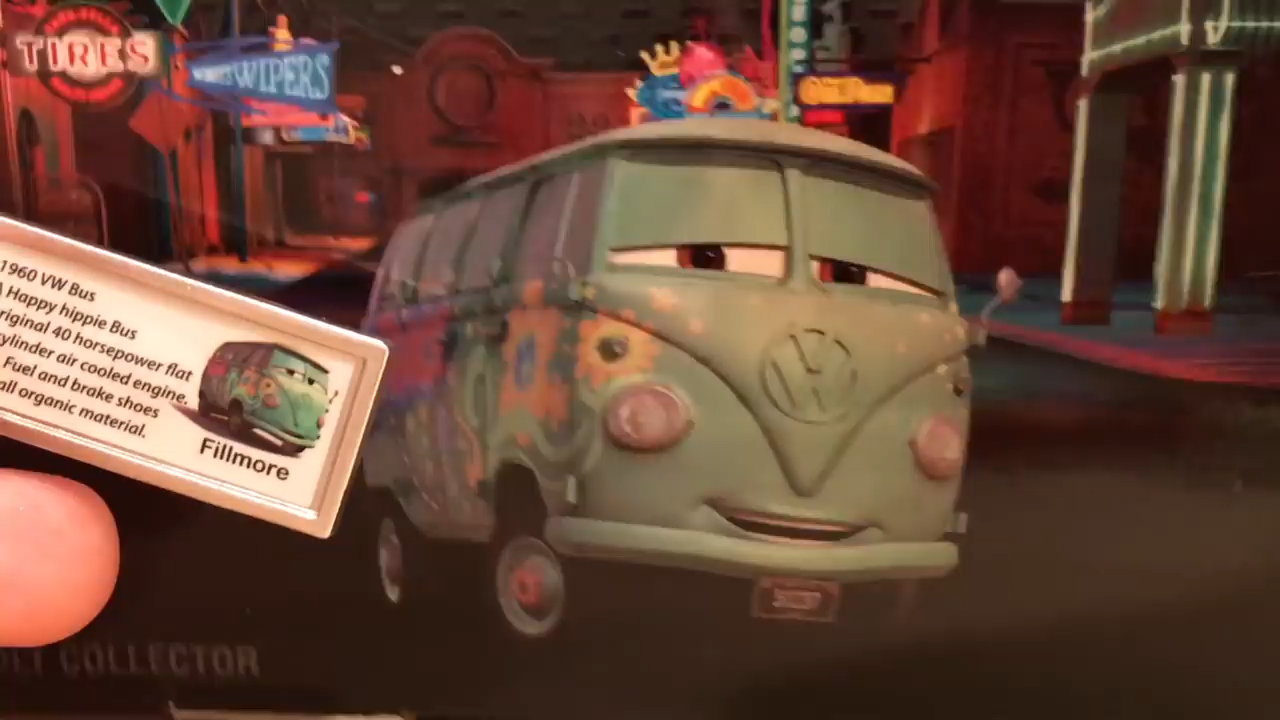 TIRES
WIPERS
1960 VW Bus
A Happy hippie Bus
riginal 40 horsepower flat
cylinder air cooled engine.
Fuel and brake shoes
all organic material.
Fillmore
COLLECTOR